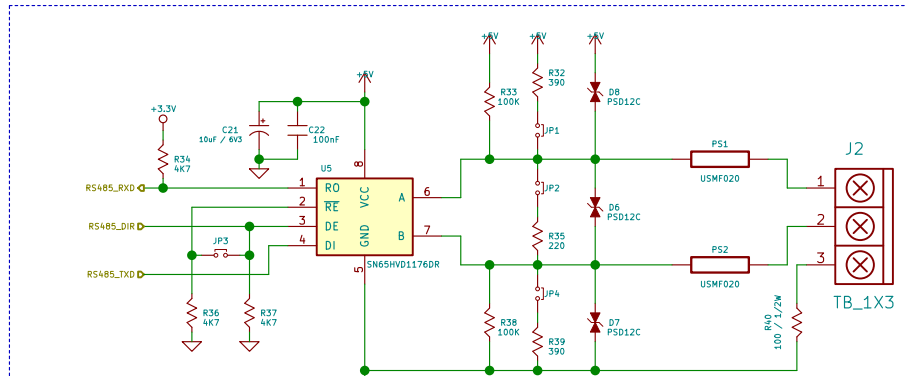 +5V
+5V
+5V
R32
390
R33
100K
D8
PSD12C
+5V
+3.3V
C21
10uF / 6V3
C22
100nF
JP1
PS1
USMF020
J2
R34
4K7
U5
8
RS485_RXD
1
RO
VCC
A
6
JP2
1
2
RE
D6
PSD12C
RS485_DIR
3
DE
GND
B
7
2
JP3
4
DI
R35
220
PS2
USMF020
3
RS485_TXD
5
SN65HVD1176DR
JP4
TB_1X3
R36
4K7
R37
4K7
R38
100K
R39
390
D7
PSD12C
R40
100 / 1/2W